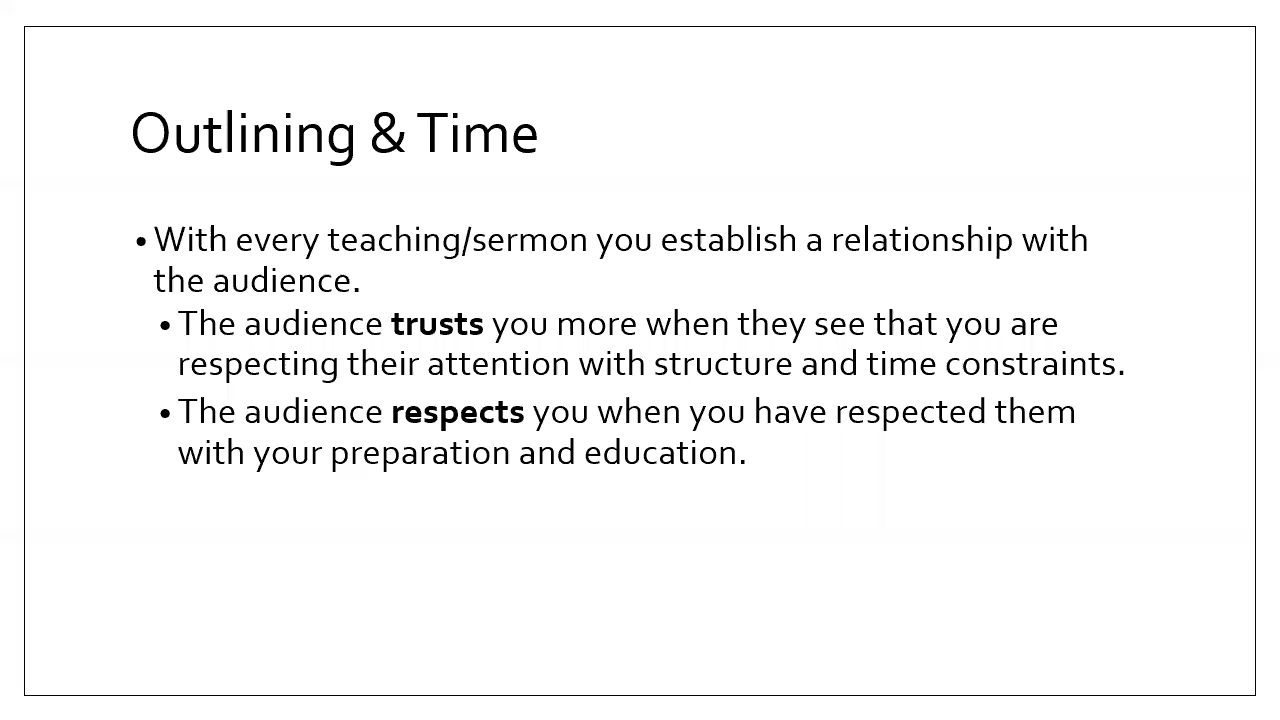 Outlining & Time
• With every teaching/sermon you establish a relationship with
the audience.
• The audience trusts you more when they see that you are
respecting their attention with structure and time constraints.
• The audience respects you when you have respected them
with your preparation and education.